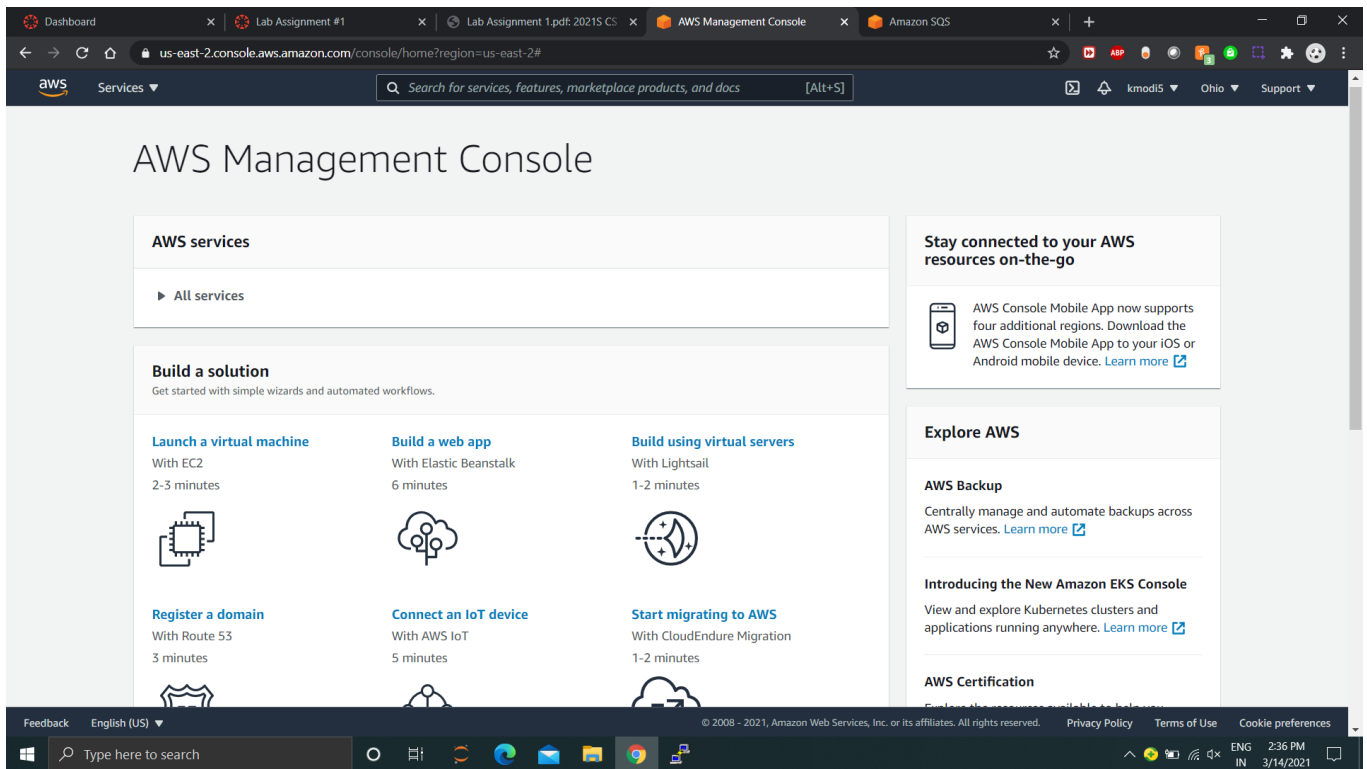 Dashboard
Lab Assignment #1
Lab Assignment 1.pdf: 2021S CS
AWS Management Console
Amazon SQS
us-east-2.console.aws.amazon.com/console/home?region=us-east-2#
ABP
3
aws
Services
Search for services, features, marketplace products, and docs [Alt+S]
kmodi5
Ohio
Support
AWS Management Console
AWS services
All services
Build a solution
Get started with simple wizards and automated workflows.
Launch a virtual machine
With EC2
2-3 minutes
Build a web app
With Elastic Beanstalk
6 minutes
Build using virtual servers
With Lightsail
1-2 minutes
Register a domain
With Route 53
3 minutes
Connect an IoT device
With AWS IoT
5 minutes
Start migrating to AWS
With CloudEndure Migration
1-2 minutes
Stay connected to your AWS
resources on-the-go
AWS Console Mobile App now supports
four additional regions. Download the
AWS Console Mobile App to your iOS or
Android mobile device. Learn more
Explore AWS
AWS Backup
Centrally manage and automate backups across
AWS services. Learn more
Introducing the New Amazon EKS Console
View and explore Kubernetes clusters and
applications running anywhere. Learn more
AWS Certification
Feedback
English (US)
© 2008 - 2021, Amazon Web Services, Inc. or its affiliates. All rights reserved.
Privacy Policy
Terms of Use
Cookie preferences
Type here to search
ENG
IN
2:36 PM
3/14/2021